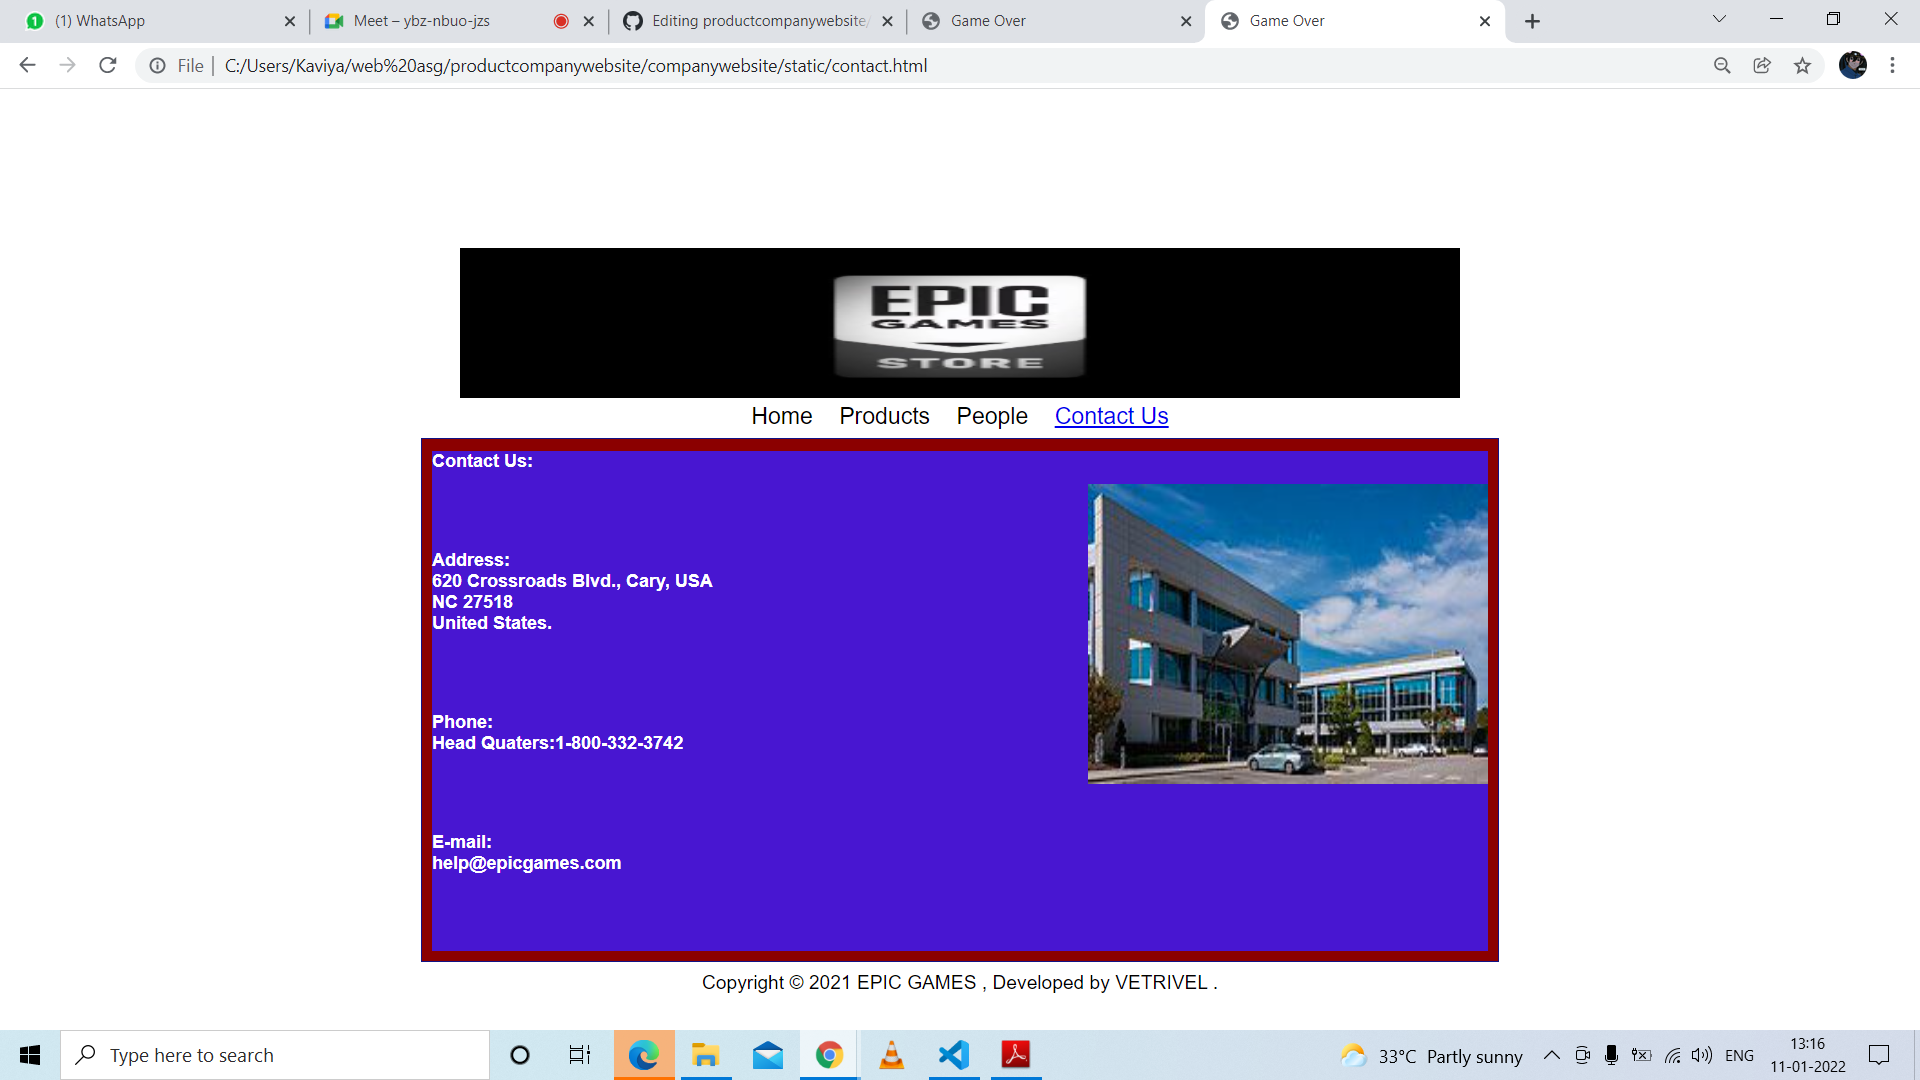 (1) WhatsApp
Meet – ybz-nbuo-jzs
Editing productcompanywebsite/
Game Over
Game Over
File
C:/Users/Kaviya/web%20asg/productcompanywebsite/companywebsite/static/contact.html
EPIC
GAMES
STORE
Home Products People Contact Us
Contact Us:
Address:
620 Crossroads Blvd., Cary, USA
NC 27518
United States.
Phone:
Head Quaters:1-800-332-3742
E-mail:
help@epicgames.com
Copyright © 2021 EPIC GAMES , Developed by VETRIVEL .
Type here to search
33°C Partly sunny
ENG
13:16
11-01-2022